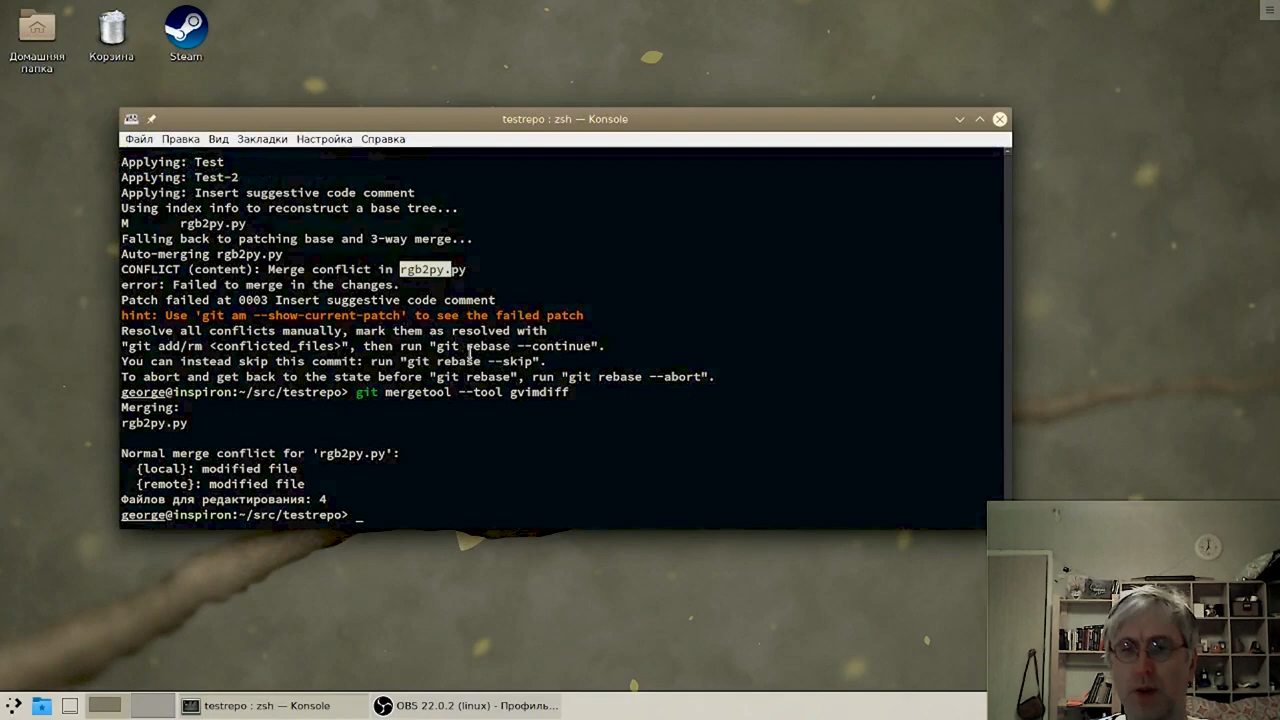 Домашняя папка
Корзина
Steam
testrepo : zsh — Konsole
Файл Правка Вид Закладки Настройка Справка
Applying: Test
Applying: Test-2
Applying: Insert suggestive code comment
Using index info to reconstruct a base tree...
M rgb2py.py
Falling back to patching base and 3-way merge...
Auto-merging rgb2py.py
CONFLICT (content): Merge conflict in rgb2py.py
error: Failed to merge in the changes.
Patch failed at 0003 Insert suggestive code comment
hint: Use 'git am --show-current-patch' to see the failed patch
Resolve all conflicts manually, mark them as resolved with
"git add/rm <conflicted_files>", then run "git rebase --continue".
You can instead skip this commit: run "git rebase --skip".
To abort and get back to the state before "git rebase", run "git rebase --abort".
george@inspiron:~/src/testrepo> git mergetool --tool gvimdiff
Merging:
rgb2py.py
Normal merge conflict for 'rgb2py.py':
{local}: modified file
{remote}: modified file
Файлов для редактирования: 4
george@inspiron:~/src/testrepo> _
testrepo : zsh — Konsole
OBS 22.0.2 (linux) - Профиль...